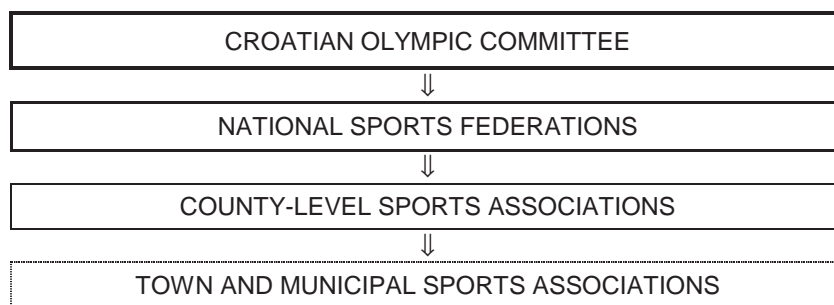 CROATIAN OLYMPIC COMMITTEE
⇓
NATIONAL SPORTS FEDERATIONS
⇓
COUNTY-LEVEL SPORTS ASSOCIATIONS
⇓
TOWN AND MUNICIPAL SPORTS ASSOCIATIONS